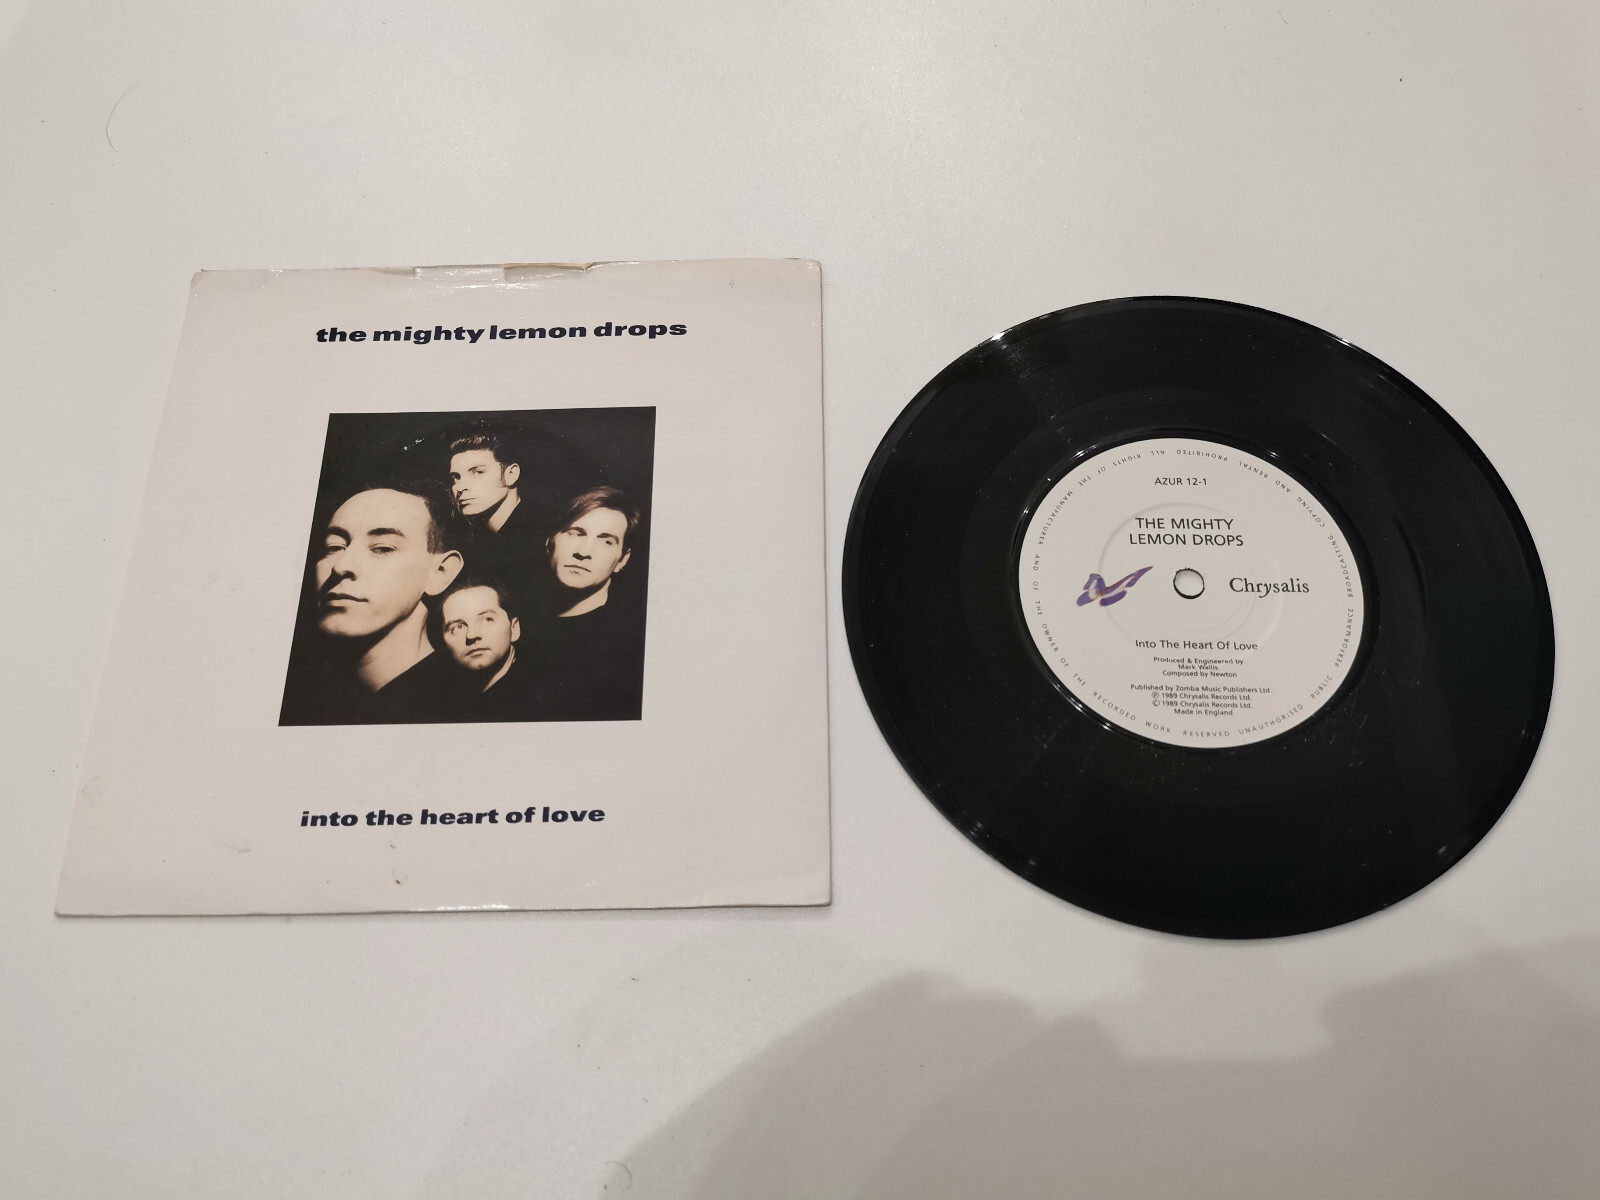 the mighty lemon drops
into the heart of love
AZUR 12-1
THE MIGHTY
LEMON DROPS
Chrysalis
Into The Heart Of Love
Produced & Engineered by
Mark Wallis.
Composed by Newton
Published by Zomba Music Publishers Ltd.
℗ 1989 Chrysalis Records Ltd.
© 1989 Chrysalis Records Ltd.
Made in England
ALL RIGHTS OF THE MANUFACTURER AND OF THE OWNER OF THE RECORDED WORK RESERVED UNAUTHORISED PUBLIC PERFORMANCE BROADCASTING COPYING AND RENTAL PROHIBITED